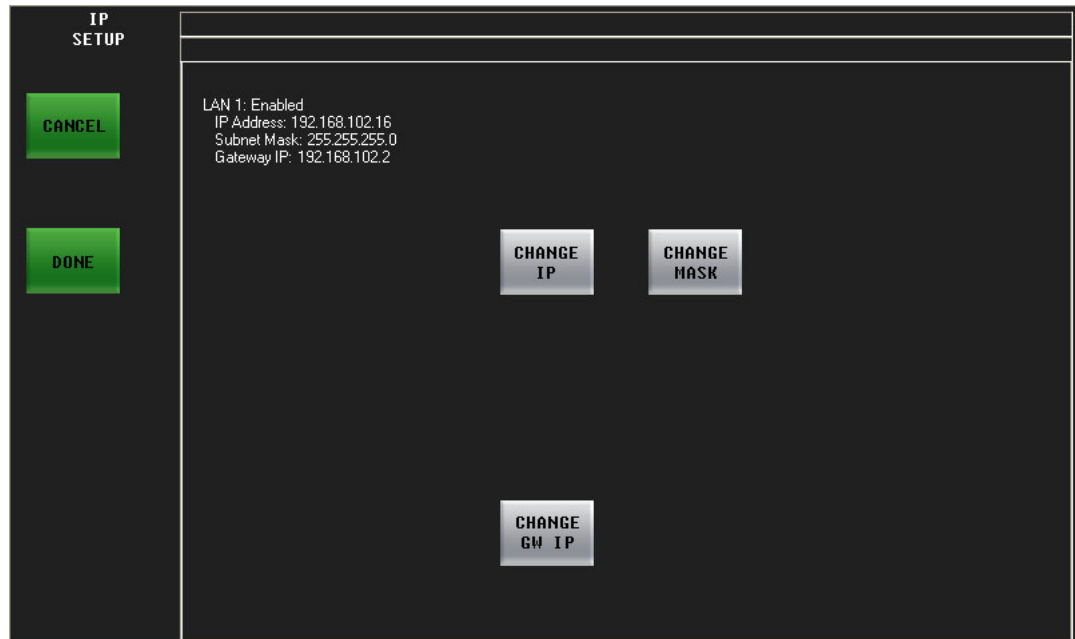 IP
SETUP
CANCEL
DONE
LAN 1: Enabled
IP Address: 192.168.102.16
Subnet Mask: 255.255.255.0
Gateway IP: 192.168.102.2
CHANGE
IP
CHANGE
MASK
CHANGE
GW IP